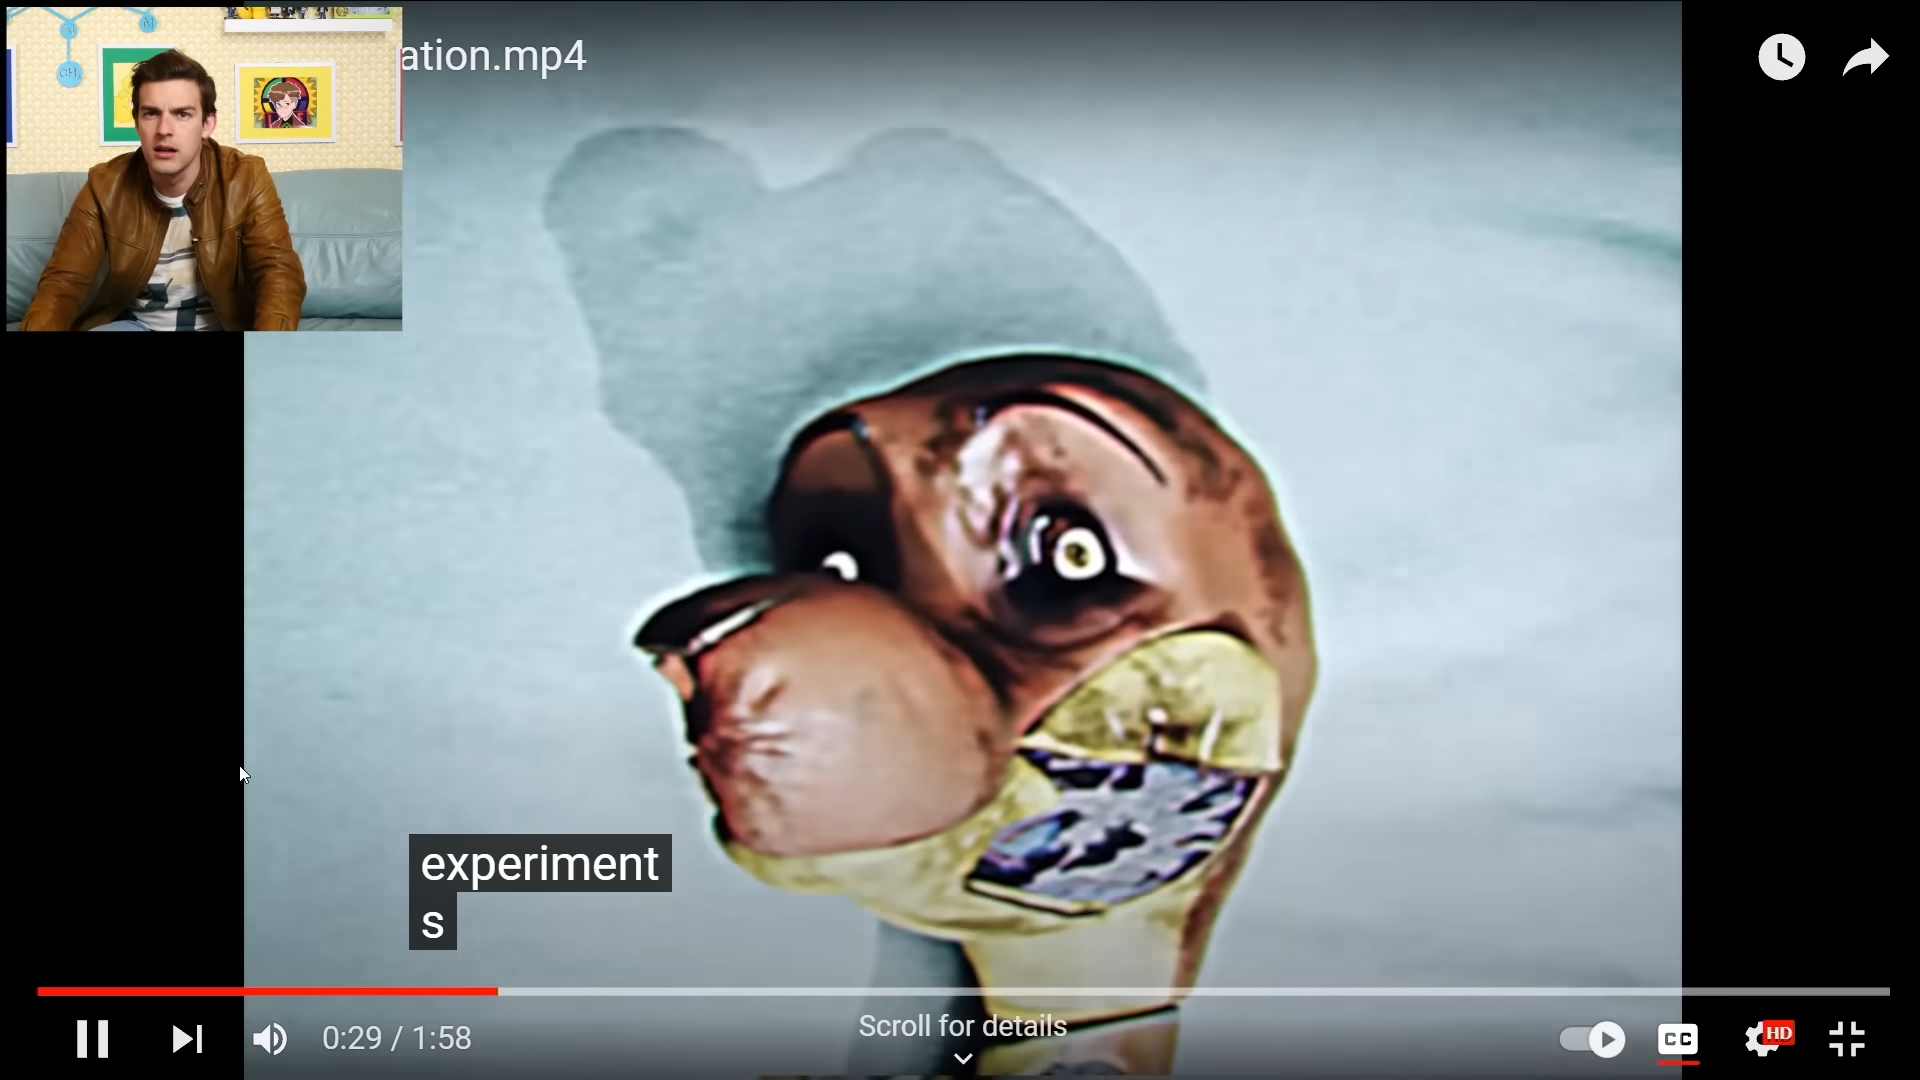 ation.mp4
experiment
s
0:29 / 1:58
Scroll for details
CC
HD